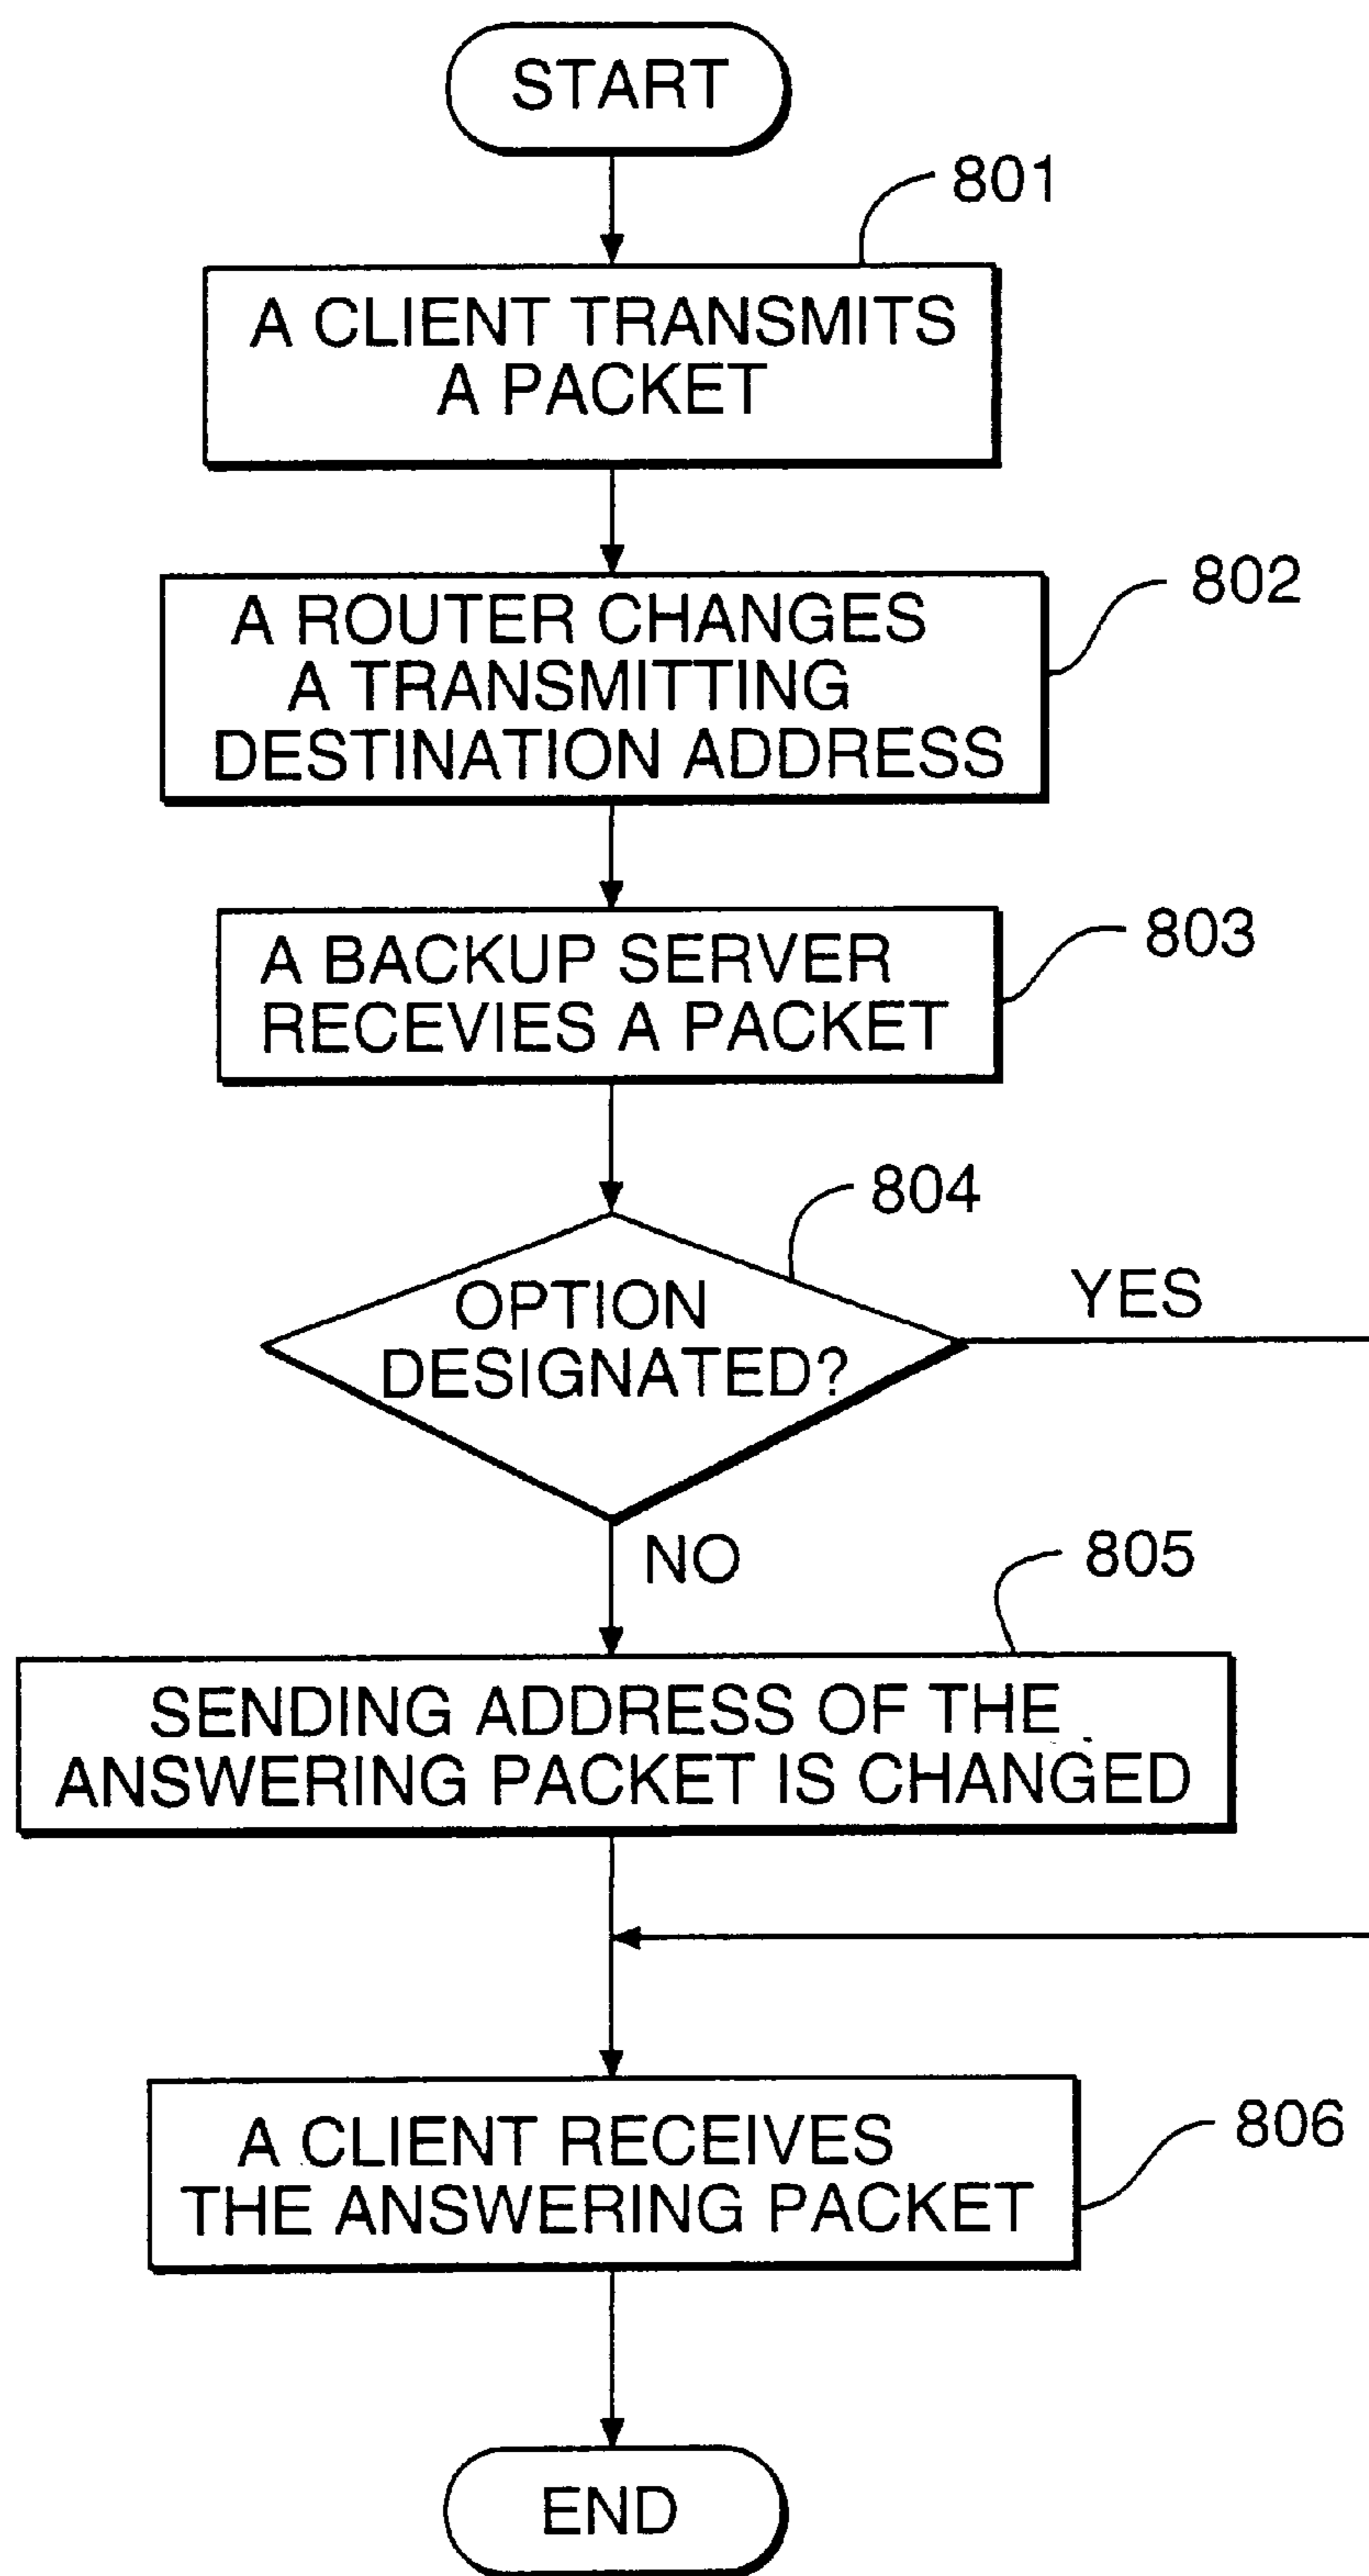 START
801
A CLIENT TRANSMITS
A PACKET
802
A ROUTER CHANGES
A TRANSMITTING
DESTINATION ADDRESS
803
A BACKUP SERVER
RECEVIES A PACKET
804
OPTION
DESIGNATED?
YES
NO
805
SENDING ADDRESS OF THE
ANSWERING PACKET IS CHANGED
806
A CLIENT RECEIVES
THE ANSWERING PACKET
END